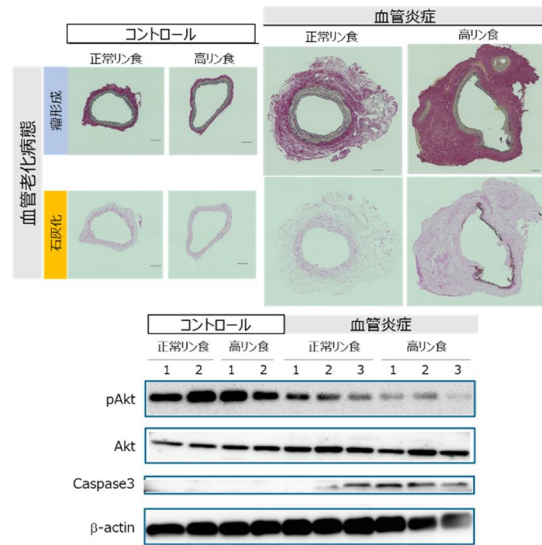 血管炎症
コントロール
正常リン食 高リン食 正常リン食 高リン食
血管老化病態
瘤形成
石灰化
コントロール 血管炎症
正常リン食 高リン食 正常リン食 高リン食
1 2 1 2 1 2 3 1 2 3
pAkt
Akt
Caspase3
β-actin